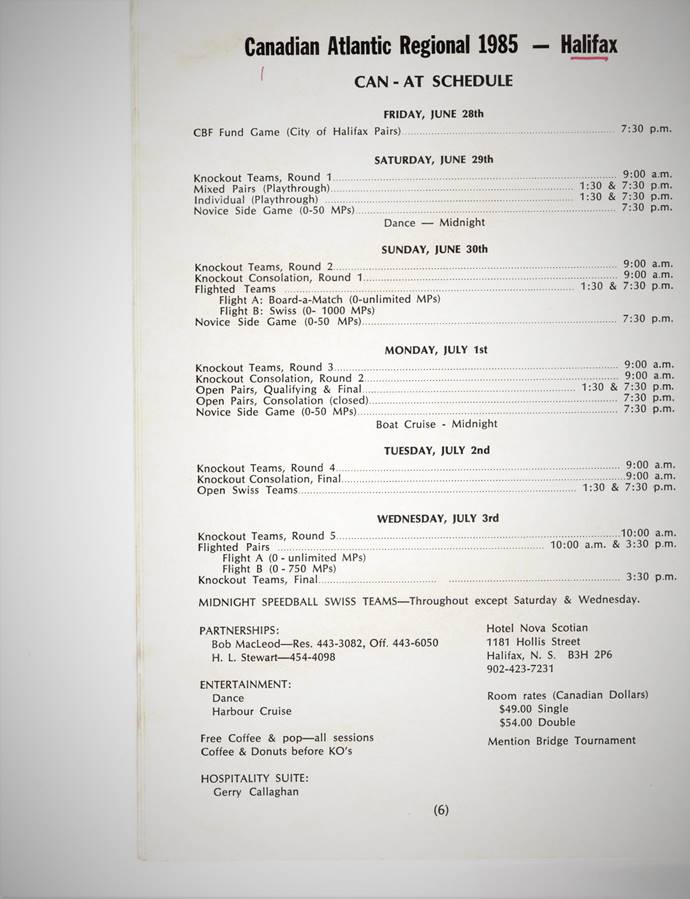 Canadian Atlantic Regional 1985 — Halifax
CAN - AT SCHEDULE
FRIDAY, JUNE 28th
CBF Fund Game (City of Halifax Pairs) 7:30 p.m.
SATURDAY, JUNE 29th
Knockout Teams, Round 1 9:00 a.m.
Mixed Pairs (Playthrough) 1:30 & 7:30 p.m.
Individual (Playthrough) 1:30 & 7:30 p.m.
Novice Side Game (0-50 MPs) 7:30 p.m.
Dance — Midnight
SUNDAY, JUNE 30th
Knockout Teams, Round 2 9:00 a.m.
Knockout Consolation, Round 1 9:00 a.m.
Flighted Teams 1:30 & 7:30 p.m.
Flight A: Board-a-Match (0-unlimited MPs)
Flight B: Swiss (0- 1000 MPs)
Novice Side Game (0-50 MPs) 7:30 p.m.
MONDAY, JULY 1st
Knockout Teams, Round 3 9:00 a.m.
Knockout Consolation, Round 2 9:00 a.m.
Open Pairs, Qualifying & Final 1:30 & 7:30 p.m.
Open Pairs, Consolation (closed) 7:30 p.m.
Novice Side Game (0-50 MPs) 7:30 p.m.
Boat Cruise - Midnight
TUESDAY, JULY 2nd
Knockout Teams, Round 4 9:00 a.m.
Knockout Consolation, Final 9:00 a.m.
Open Swiss Teams 1:30 & 7:30 p.m.
WEDNESDAY, JULY 3rd
Knockout Teams, Round 5 10:00 a.m.
Flighted Pairs 10:00 a.m. & 3:30 p.m.
Flight A (0 - unlimited MPs)
Flight B (0 - 750 MPs)
Knockout Teams, Final 3:30 p.m.
MIDNIGHT SPEEDBALL SWISS TEAMS—Throughout except Saturday & Wednesday.
PARTNERSHIPS:
Bob MacLeod—Res. 443-3082, Off. 443-6050
H. L. Stewart—454-4098
ENTERTAINMENT:
Dance
Harbour Cruise
Free Coffee & pop—all sessions
Coffee & Donuts before KO's
HOSPITALITY SUITE:
Gerry Callaghan
Hotel Nova Scotian
1181 Hollis Street
Halifax, N. S. B3H 2P6
902-423-7231
Room rates (Canadian Dollars)
$49.00 Single
$54.00 Double
Mention Bridge Tournament
(6)